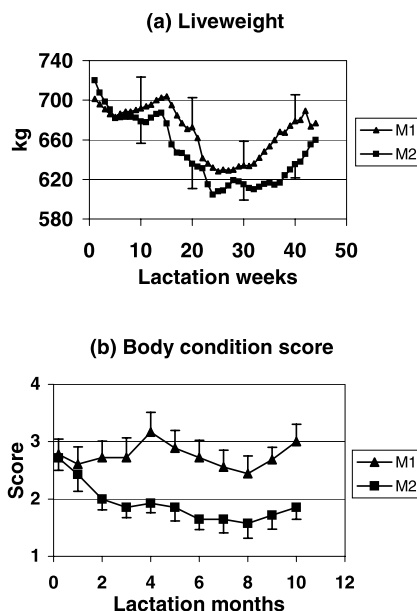 (a) Liveweight
740
700
660
620
580
kg
0 10 20 30 40 50
Lactation weeks
M1
M2
(b) Body condition score
4
3
2
1
Score
0 2 4 6 8 10 12
Lactation months
M1
M2